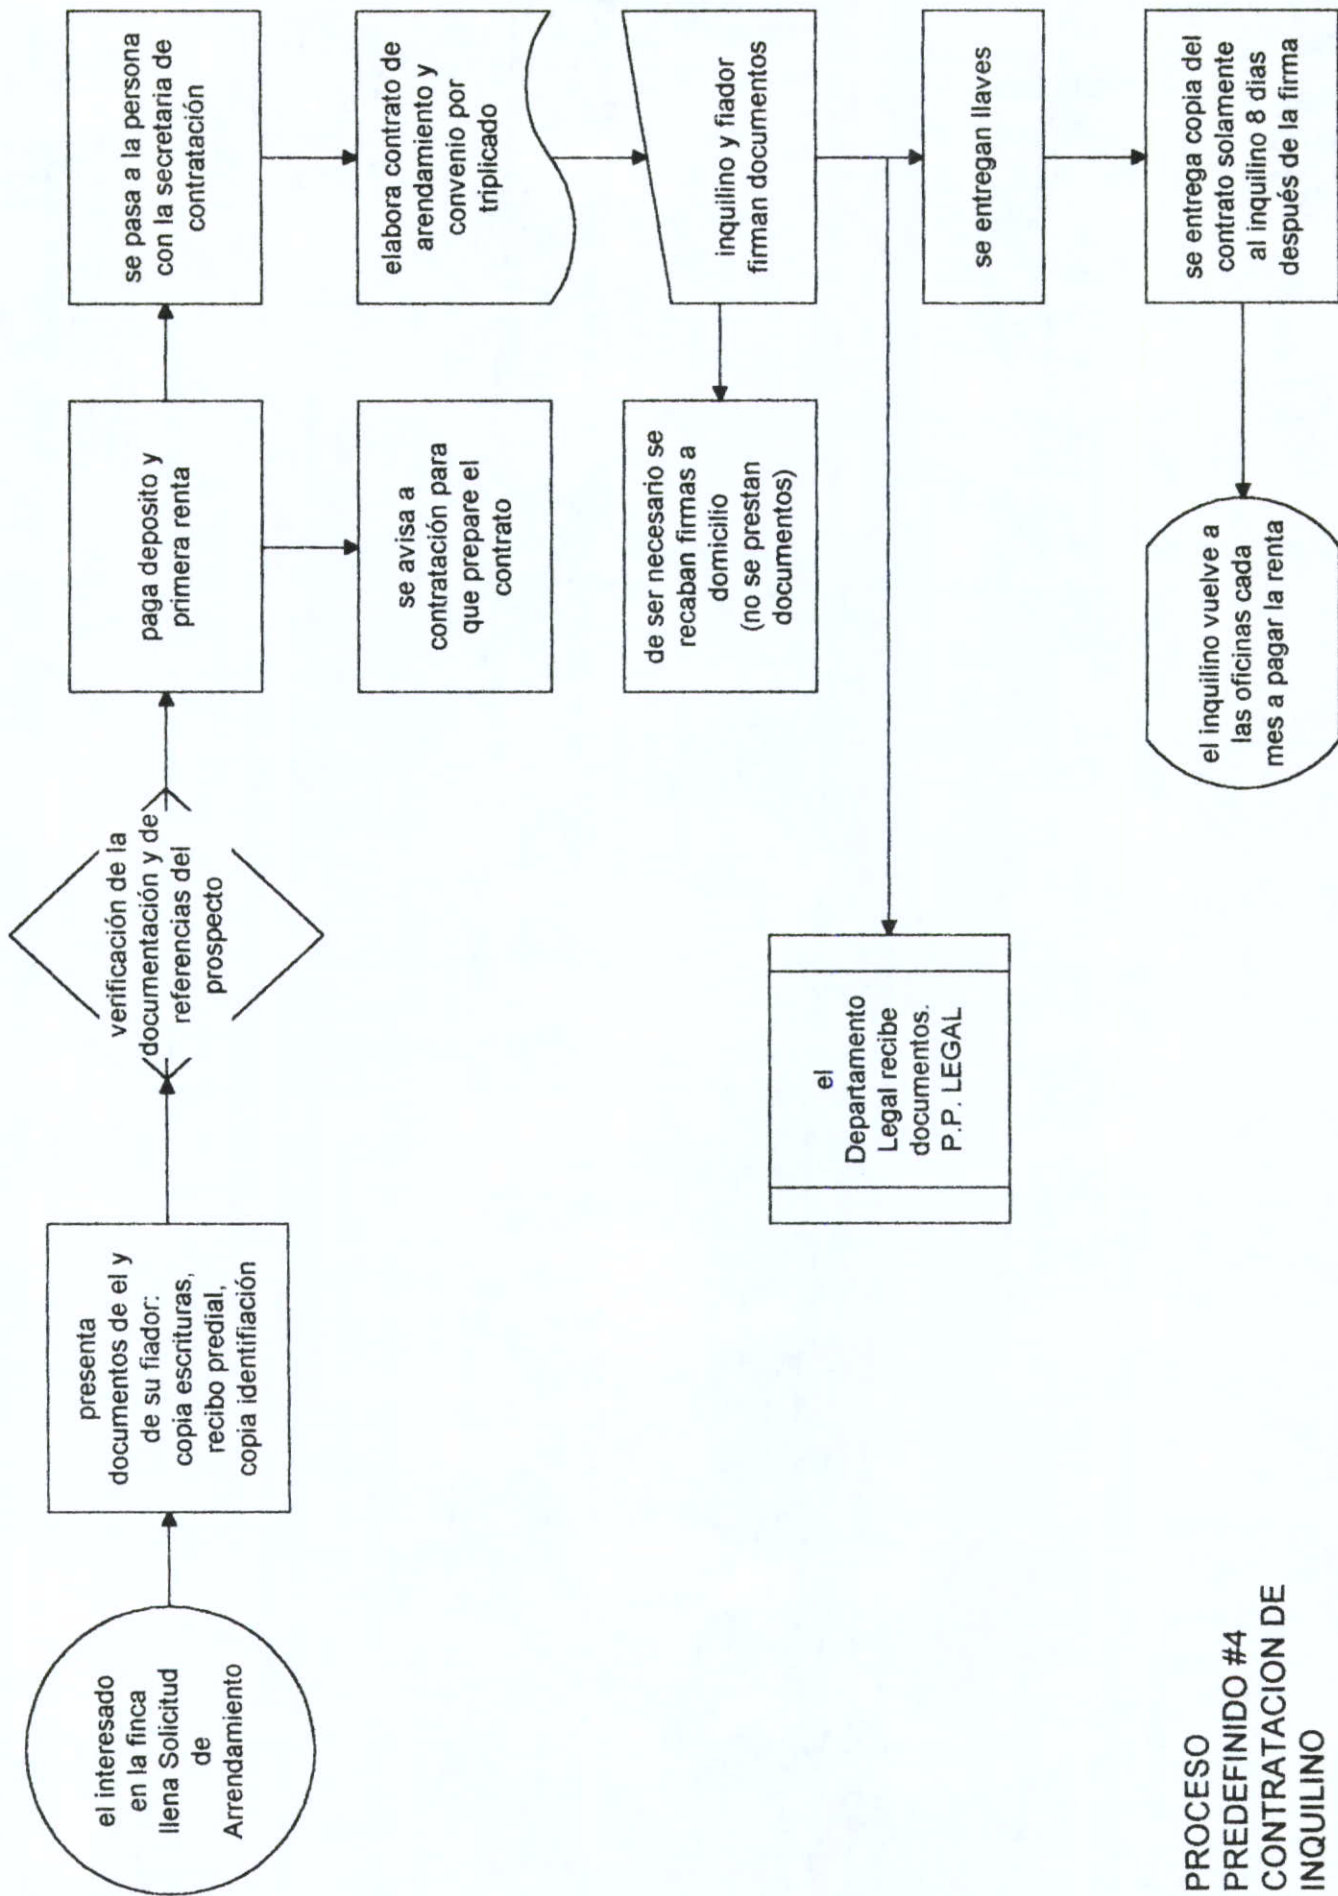 el interesado
en la finca
llena Solicitud
de
Arrendamiento
presenta
documentos de el y
de su fiador:
copia escrituras,
recibo predial,
copia identifiación
verificación de la
documentación y de
referencias del
prospecto
paga deposito y
primera renta
se pasa a la persona
con la secretaria de
contratación
se avisa a
contratación para
que prepare el
contrato
elabora contrato de
arendamiento y
convenio por
triplicado
de ser necesario se
recaban firmas a
domicilio
(no se prestan
documentos)
inquilino y fiador
firman documentos
el
Departamento
Legal recibe
documentos.
P.P. LEGAL
se entregan llaves
el inquilino vuelve a
las oficinas cada
mes a pagar la renta
se entrega copia del
contrato solamente
al inquilino 8 dias
después de la firma
PROCESO
PREDEFINIDO #4
CONTRATACION DE
INQUILINO